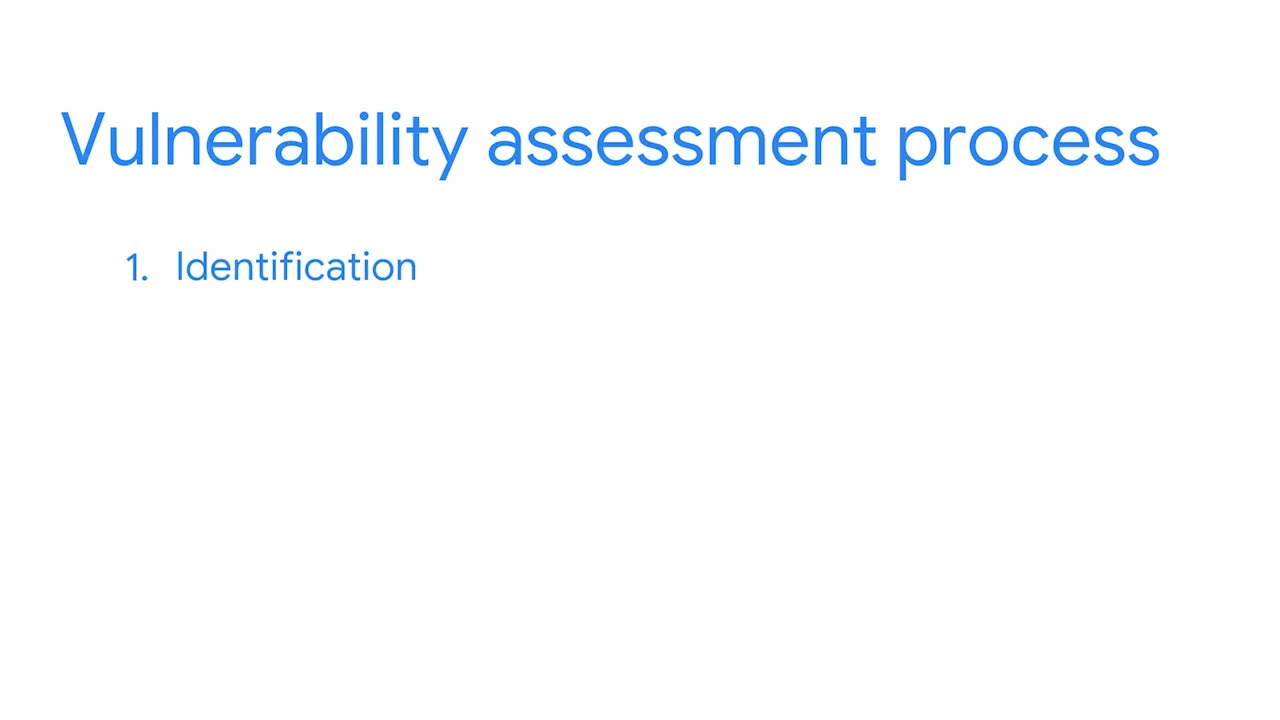 Vulnerability assessment process
1. Identification